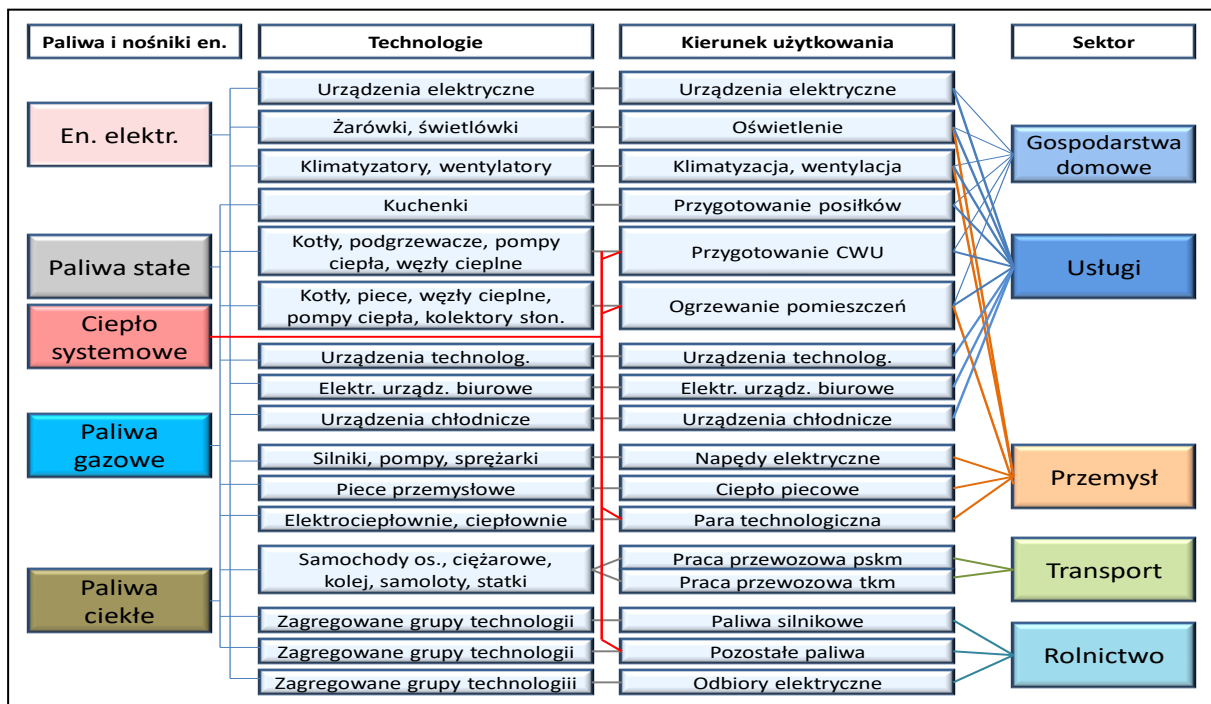 Paliwa i nośniki en.
Technologie
Kierunek użytkowania
Sektor
En. elektr.
Paliwa stałe
Ciepło
systemowe
Paliwa
gazowe
Paliwa
ciekłe
Urządzenia elektryczne
Żarówki, świetlówki
Klimatyzatory, wentylatory
Kuchenki
Kotły, podgrzewacze, pompy
ciepła, węzły cieplne
Kotły, piece, węzły cieplne,
pompy ciepła, kolektory słon.
Urządzenia technolog.
Elektr. urządz. biurowe
Urządzenia chłodnicze
Silniki, pompy, sprężarki
Piece przemysłowe
Elektrociepłownie, ciepłownie
Samochody os., ciężarowe,
kolej, samoloty, statki
Zagregowane grupy technologii
Zagregowane grupy technologii
Zagregowane grupy technologiii
Urządzenia elektryczne
Oświetlenie
Klimatyzacja, wentylacja
Przygotowanie posiłków
Przygotowanie CWU
Ogrzewanie pomieszczeń
Urządzenia technolog.
Elektr. urządz. biurowe
Urządzenia chłodnicze
Napędy elektryczne
Ciepło piecowe
Para technologiczna
Praca przewozowa pskm
Praca przewozowa tkm
Paliwa silnikowe
Pozostałe paliwa
Odbiory elektryczne
Gospodarstwa
domowe
Usługi
Przemysł
Transport
Rolnictwo